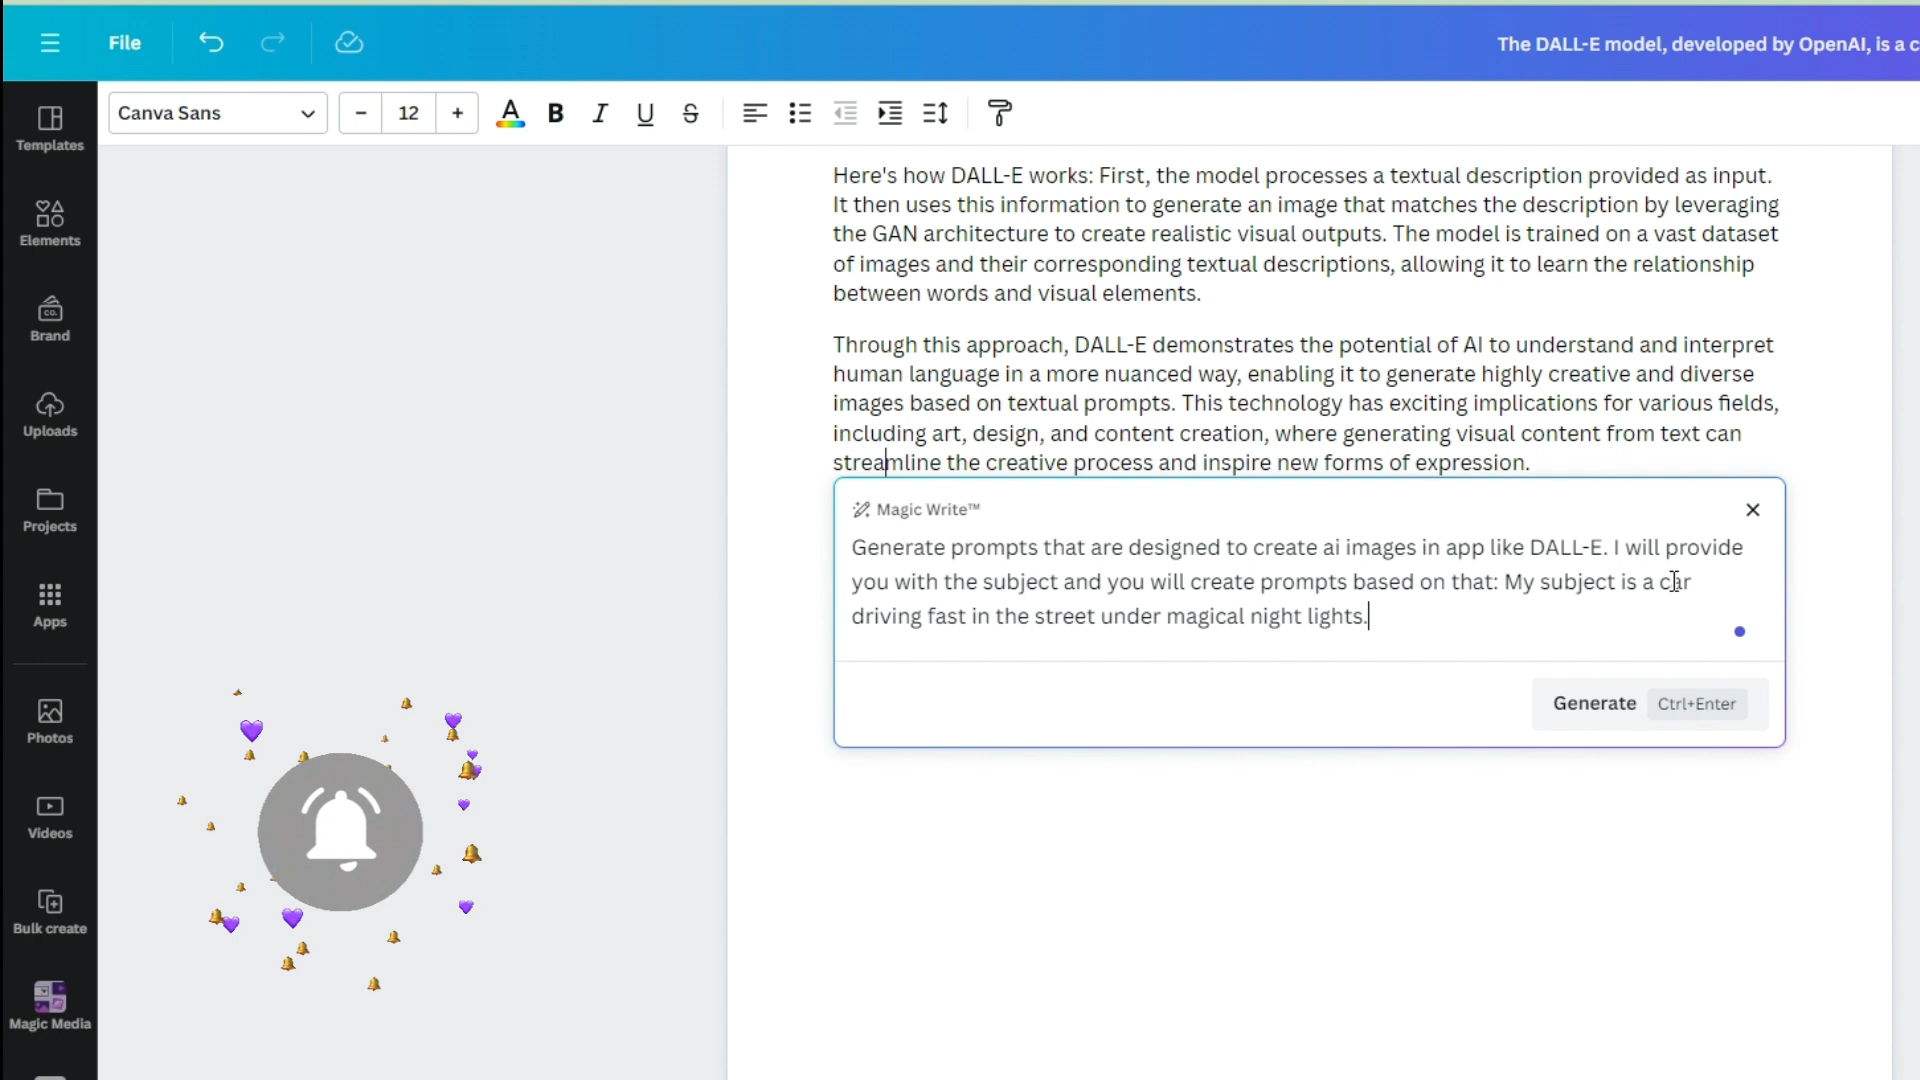 File
The DALL-E model, developed by OpenAI, is a c
Canva Sans
– 12 +
A B I U S
Templates
Elements
Brand
Uploads
Projects
Apps
Photos
Videos
Bulk create
Magic Media
Here's how DALL-E works: First, the model processes a textual description provided as input.
It then uses this information to generate an image that matches the description by leveraging
the GAN architecture to create realistic visual outputs. The model is trained on a vast dataset
of images and their corresponding textual descriptions, allowing it to learn the relationship
between words and visual elements.
Through this approach, DALL-E demonstrates the potential of AI to understand and interpret
human language in a more nuanced way, enabling it to generate highly creative and diverse
images based on textual prompts. This technology has exciting implications for various fields,
including art, design, and content creation, where generating visual content from text can
streamline the creative process and inspire new forms of expression.
Magic Write™
Generate prompts that are designed to create ai images in app like DALL-E. I will provide
you with the subject and you will create prompts based on that: My subject is a car
driving fast in the street under magical night lights.
Generate Ctrl+Enter